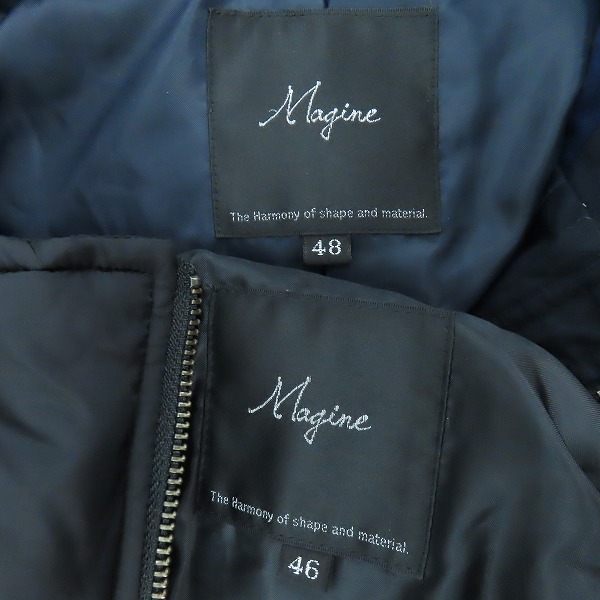 Magine
The Harmony of shape and material.
48
Magine
The Harmony of shape and material.
46